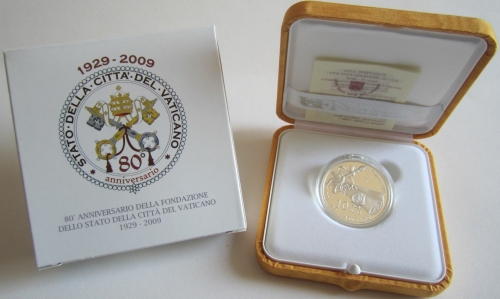 1929 - 2009
STATO DELLA CITTA' DEL VATICANO
80°
anniversario
80° ANNIVERSARIO DELLA FONDAZIONE
DELLO STATO DELLA CITTÀ DEL VATICANO
1929 - 2009